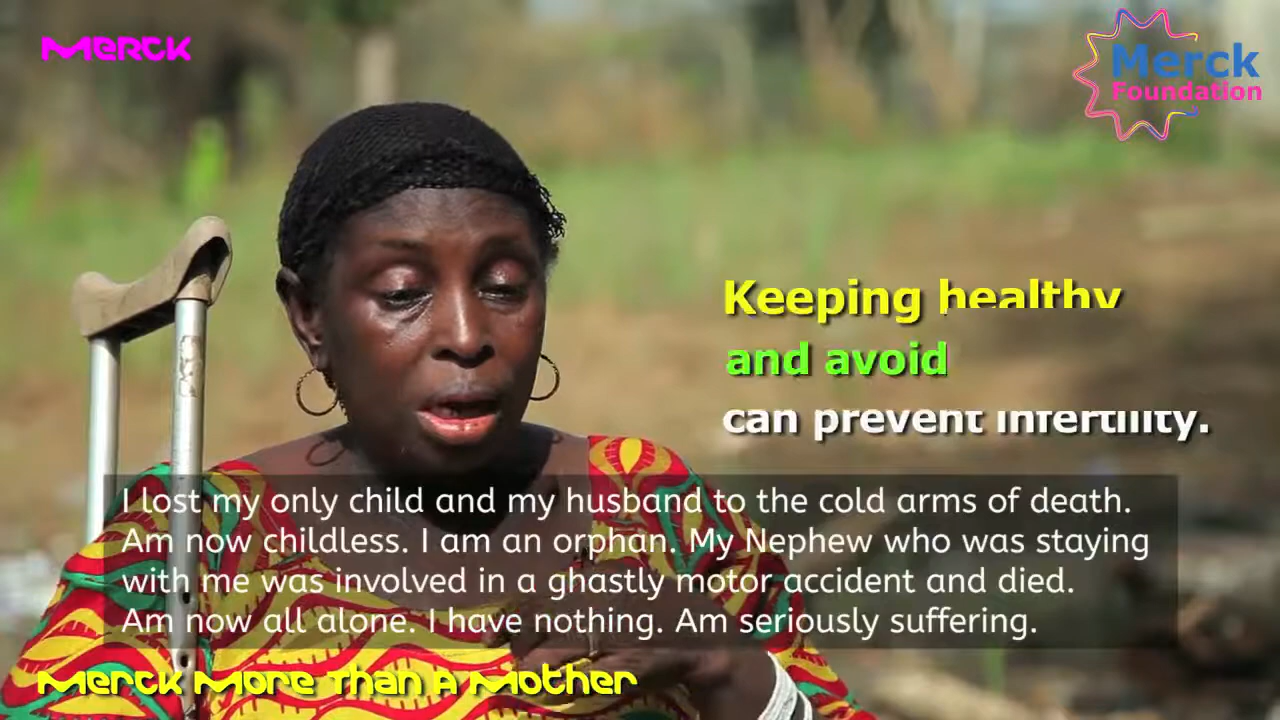 Merck
Merck
Foundation
Keeping healthy
and avoid
can prevent infertility.
I lost my only child and my husband to the cold arms of death.
Am now childless. I am an orphan. My Nephew who was staying
with me was involved in a ghastly motor accident and died.
Am now all alone. I have nothing. Am seriously suffering.
Merck More Than A Mother